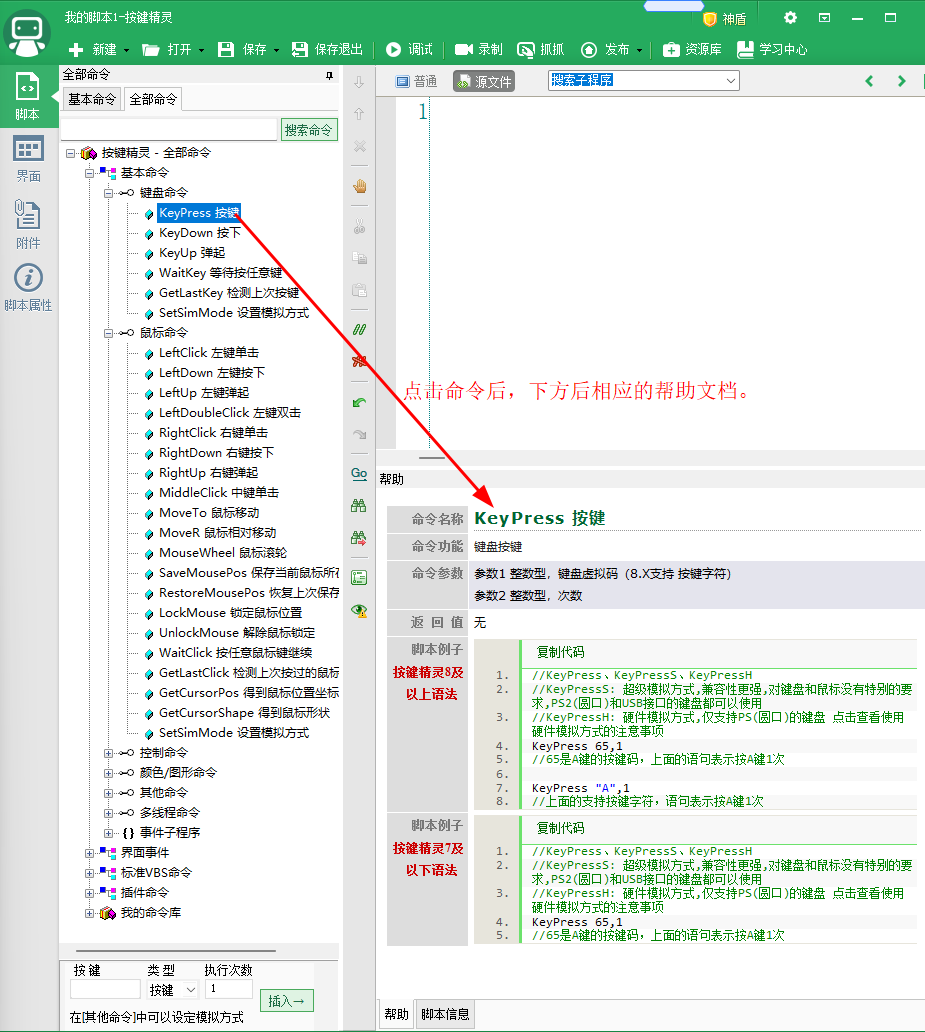 我的脚本1-按键精灵
神盾
新建 打开 保存 保存退出 调试 录制 抓抓 发布 资源库 学习中心
脚本
界面
附件
脚本属性
全部命令
基本命令 全部命令
搜索命令
按键精灵 - 全部命令
基本命令
键盘命令
KeyPress 按键
KeyDown 按下
KeyUp 弹起
WaitKey 等待按任意键
GetLastKey 检测上次按键
SetSimMode 设置模拟方式
鼠标命令
LeftClick 左键单击
LeftDown 左键按下
LeftUp 左键弹起
LeftDoubleClick 左键双击
RightClick 右键单击
RightDown 右键按下
RightUp 右键弹起
MiddleClick 中键单击
MoveTo 鼠标移动
MoveR 鼠标相对移动
MouseWheel 鼠标滚轮
SaveMousePos 保存当前鼠标所在
RestoreMousePos 恢复上次保存
LockMouse 锁定鼠标位置
UnlockMouse 解除鼠标锁定
WaitClick 按任意鼠标键继续
GetLastClick 检测上次按过的鼠标
GetCursorPos 得到鼠标位置坐标
GetCursorShape 得到鼠标形状
SetSimMode 设置模拟方式
控制命令
颜色/图形命令
其他命令
多线程命令
{} 事件子程序
界面事件
标准VBS命令
插件命令
我的命令库
按 键 类 型 执行次数
按键 1
插入→
在[其他命令]中可以设定模拟方式
Go
普通 源文件 搜索子程序
1
点击命令后，下方后相应的帮助文档。
帮助
命令名称 KeyPress 按键
命令功能 键盘按键
命令参数 参数1 整数型，键盘虚拟码（8.X支持 按键字符）
参数2 整数型，次数
返 回 值 无
脚本例子
按键精灵8及
以上语法
复制代码
1. //KeyPress、KeyPressS、KeyPressH
2. //KeyPressS: 超级模拟方式,兼容性更强,对键盘和鼠标没有特别的要
求,PS2(圆口)和USB接口的键盘都可以使用
3. //KeyPressH: 硬件模拟方式,仅支持PS(圆口)的键盘 点击查看使用
硬件模拟方式的注意事项
4. KeyPress 65,1
5. //65是A键的按键码，上面的语句表示按A键1次
6.
7. KeyPress "A",1
8. //上面的支持按键字符，语句表示按A键1次
脚本例子
按键精灵7及
以下语法
复制代码
1. //KeyPress、KeyPressS、KeyPressH
2. //KeyPressS: 超级模拟方式,兼容性更强,对键盘和鼠标没有特别的要
求,PS2(圆口)和USB接口的键盘都可以使用
3. //KeyPressH: 硬件模拟方式,仅支持PS(圆口)的键盘 点击查看使用
硬件模拟方式的注意事项
4. KeyPress 65,1
5. //65是A键的按键码，上面的语句表示按A键1次
帮助 脚本信息